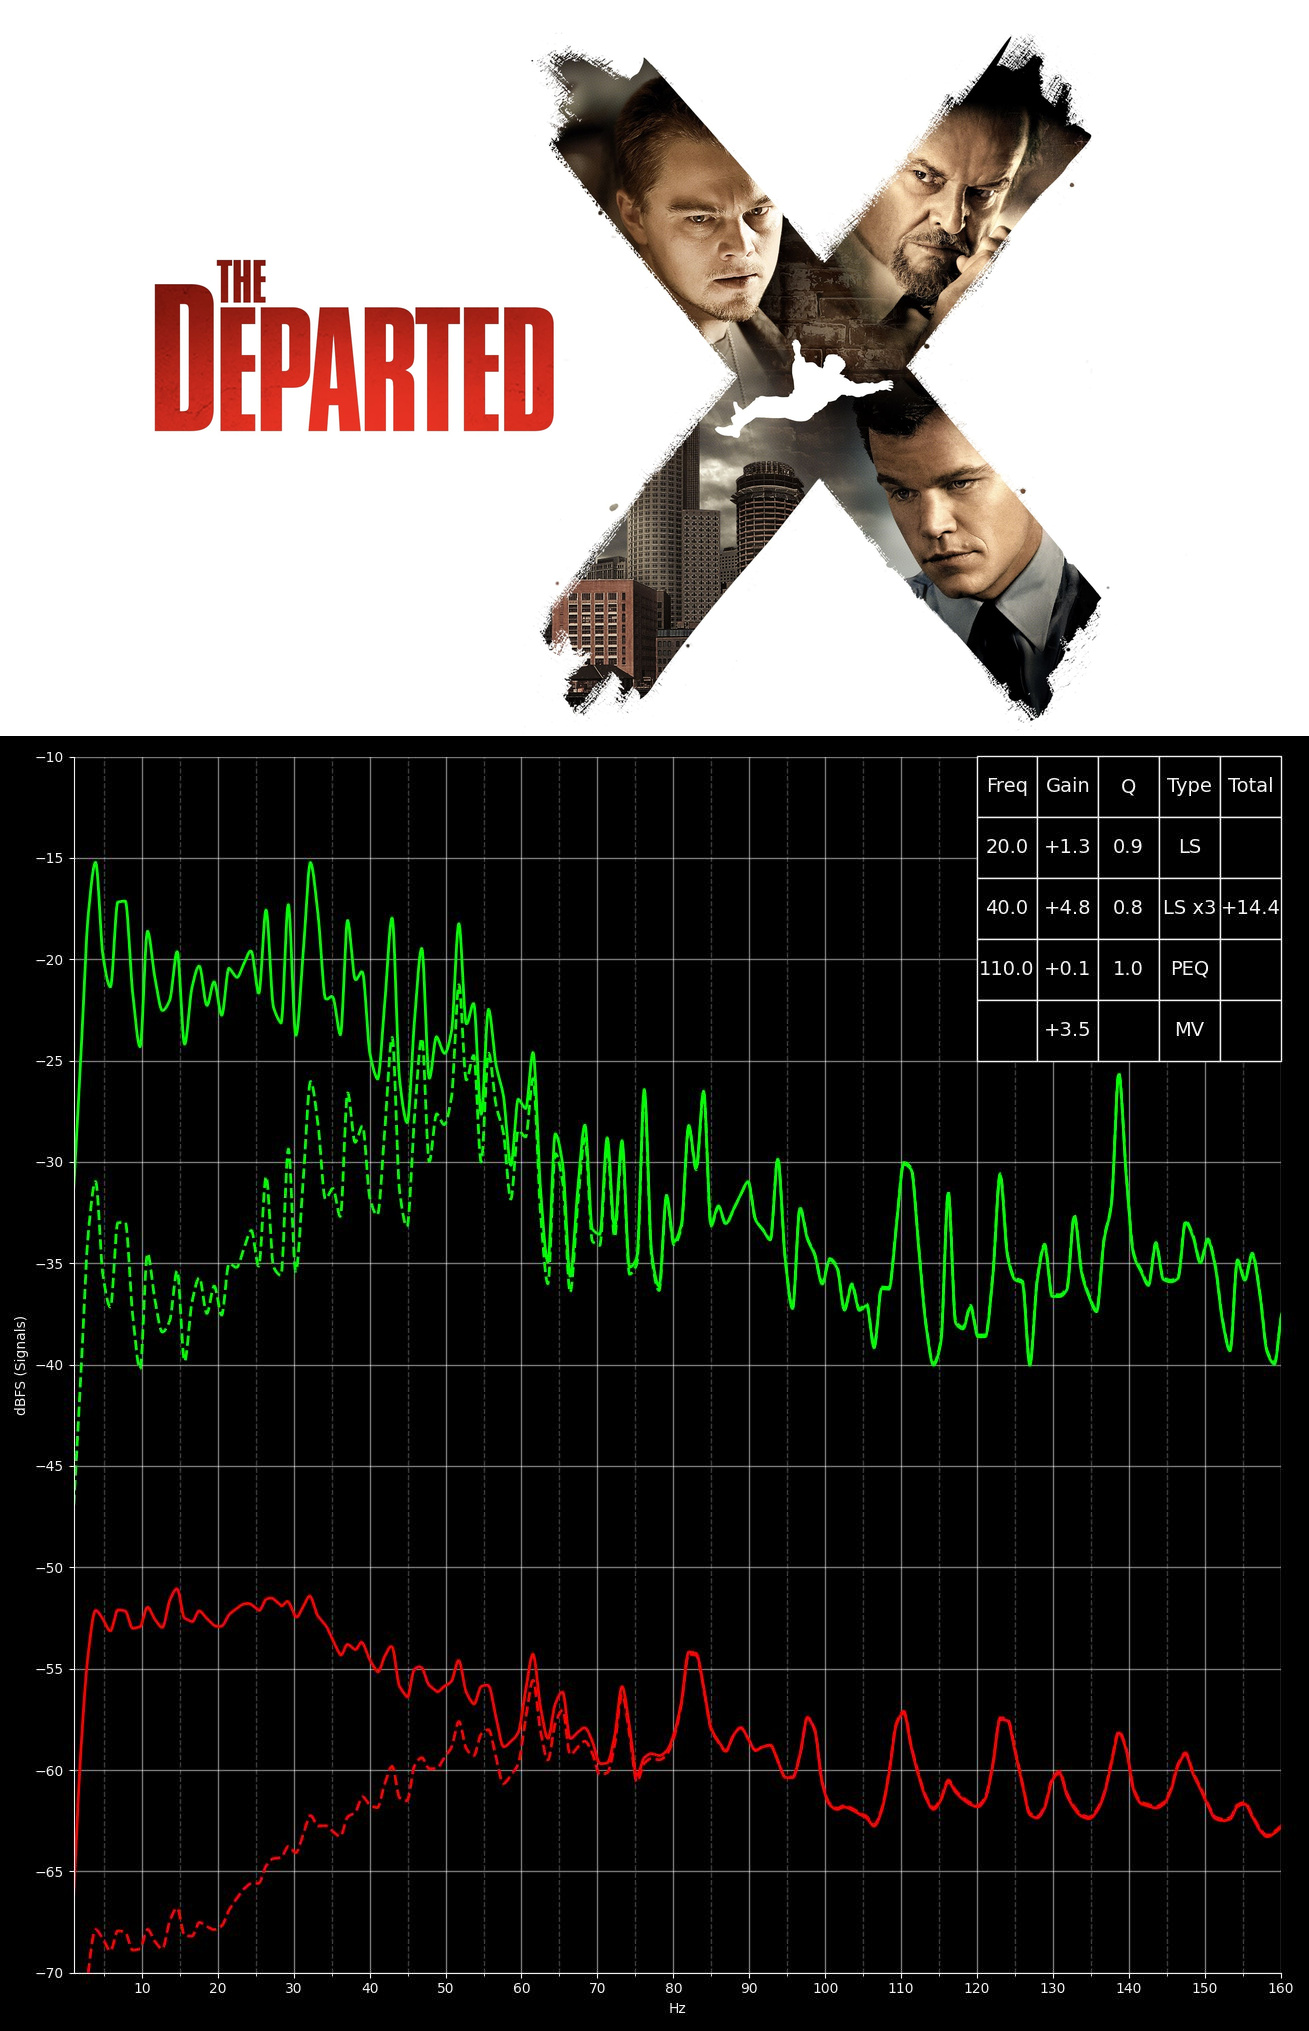 THE
DEPARTED
Freq Gain Q Type Total
20.0 +1.3 0.9 LS
40.0 +4.8 0.8 LS x3 +14.4
110.0 +0.1 1.0 PEQ
+3.5 MV
−10
−15
−20
−25
−30
−35
−40
−45
−50
−55
−60
−65
−70
dBFS (Signals)
10 20 30 40 50 60 70 80 90 100 110 120 130 140 150 160
Hz